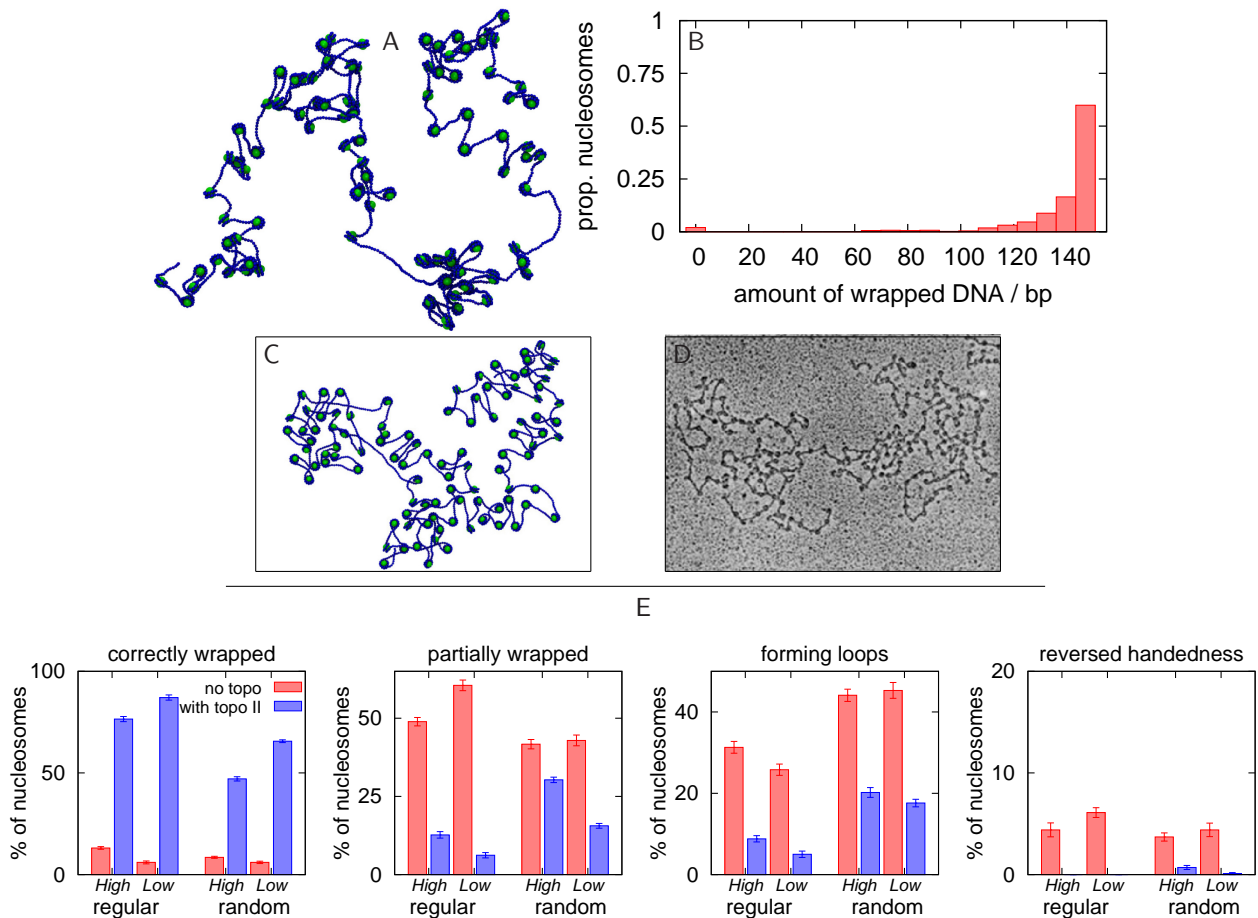 A
B
prop. nucleosomes
1
0.75
0.5
0.25
0
0 20 40 60 80 100 120 140
amount of wrapped DNA / bp
C
D
E
correctly wrapped
% of nucleosomes
100
50
0
no topo
with topo II
High Low High Low
regular random
partially wrapped
% of nucleosomes
50
25
0
High Low High Low
regular random
forming loops
% of nucleosomes
40
20
0
High Low High Low
regular random
reversed handedness
% of nucleosomes
20
10
0
High Low High Low
regular random